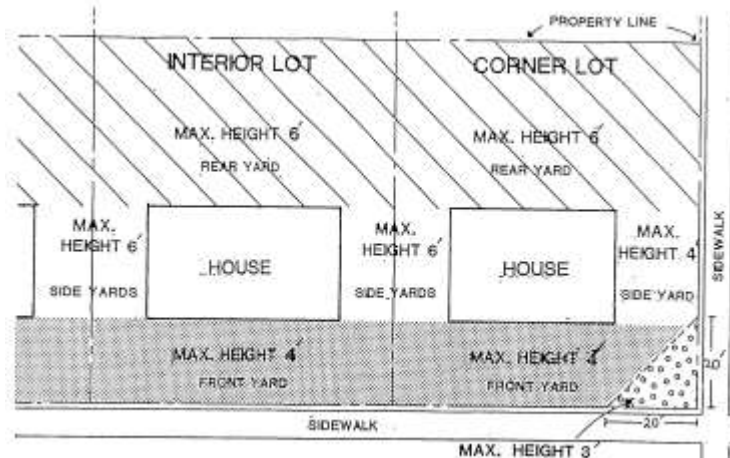 PROPERTY LINE
INTERIOR LOT
CORNER LOT
MAX. HEIGHT 6'
REAR YARD
MAX. HEIGHT 6'
REAR YARD
MAX.
HEIGHT 6'
SIDE YARDS
HOUSE
MAX.
HEIGHT 6'
SIDE YARDS
HOUSE
MAX.
HEIGHT 4'
SIDE YARD
SIDEWALK
MAX. HEIGHT 4'
FRONT YARD
MAX. HEIGHT 4'
FRONT YARD
20'
20'
SIDEWALK
MAX. HEIGHT 3'